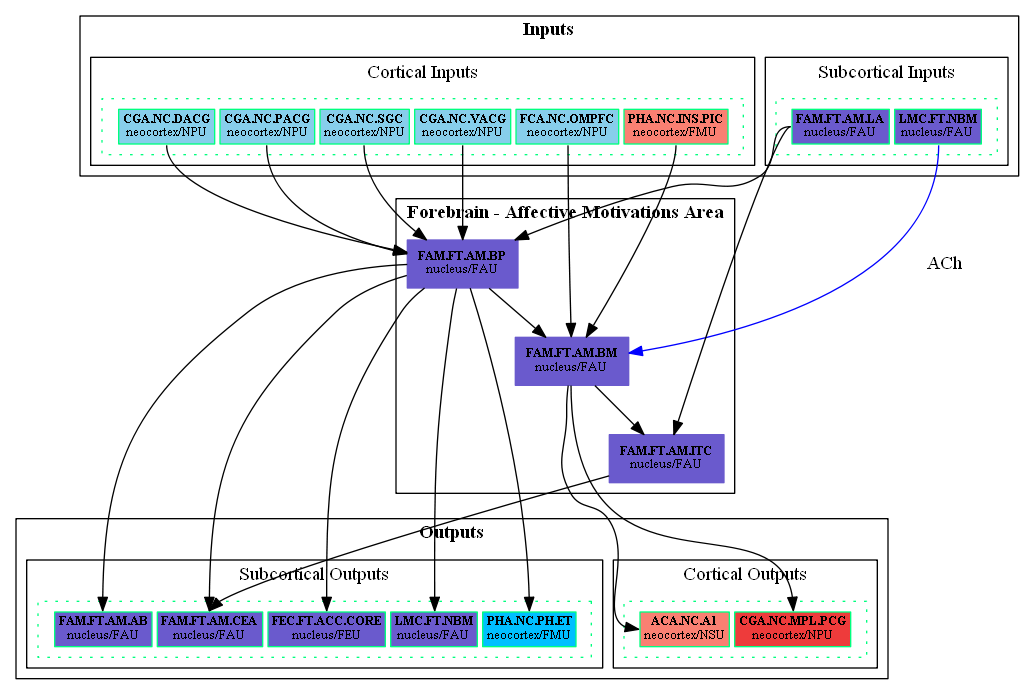 Inputs
Cortical Inputs
Subcortical Inputs
CGA.NC.DACG
neocortex/NPU
CGA.NC.PACG
neocortex/NPU
CGA.NC.SGC
neocortex/NPU
CGA.NC.VACG
neocortex/NPU
FCA.NC.OMPFC
neocortex/NPU
PHA.NC.INS.PIC
neocortex/FMU
FAM.FT.AM.LA
nucleus/FAU
LMC.FT.NBM
nucleus/FAU
Forebrain - Affective Motivations Area
FAM.FT.AM.BP
nucleus/FAU
ACh
FAM.FT.AM.BM
nucleus/FAU
FAM.FT.AM.ITC
nucleus/FAU
Outputs
Subcortical Outputs
Cortical Outputs
FAM.FT.AM.AB
nucleus/FAU
FAM.FT.AM.CEA
nucleus/FAU
FEC.FT.ACC.CORE
nucleus/FEU
LMC.FT.NBM
nucleus/FAU
PHA.NC.PH.ET
neocortex/FMU
ACA.NC.A1
neocortex/NSU
CGA.NC.MPL.PCG
neocortex/NPU